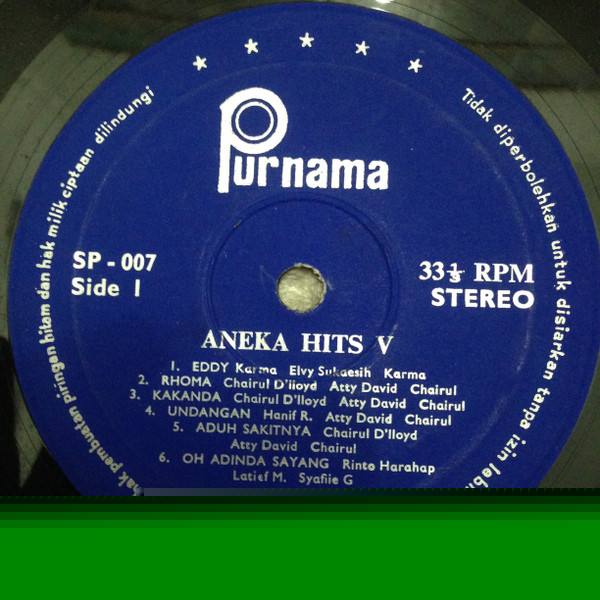 Purnama
SP - 007
Side 1
33⅓ RPM
STEREO
ANEKA HITS V
1. EDDY Karma Elvy Sukaesih Karma
2. RHOMA Chairul D'lloyd Atty David Chairul
3. KAKANDA Chairul D'lloyd Atty David Chairul
4. UNDANGAN Hanif R. Atty David Chairul
5. ADUH SAKITNYA Chairul D'lloyd
Atty David Chairul
6. OH ADINDA SAYANG Rinto Harahap
Latief M. Syafiie G
hak pembuatan piringan hitam dan hak milik ciptaan dilindungi
Tidak diperbolehkan untuk disiarkan tanpa izin